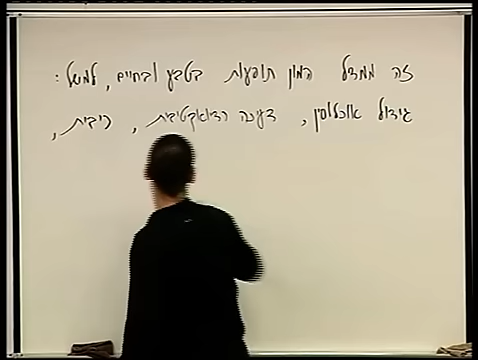 זה ממדל המון תופעות בטבע ובחיים, למשל:
גידול אוכלוסין, דעיכה רדיואקטיבית, ריבית,